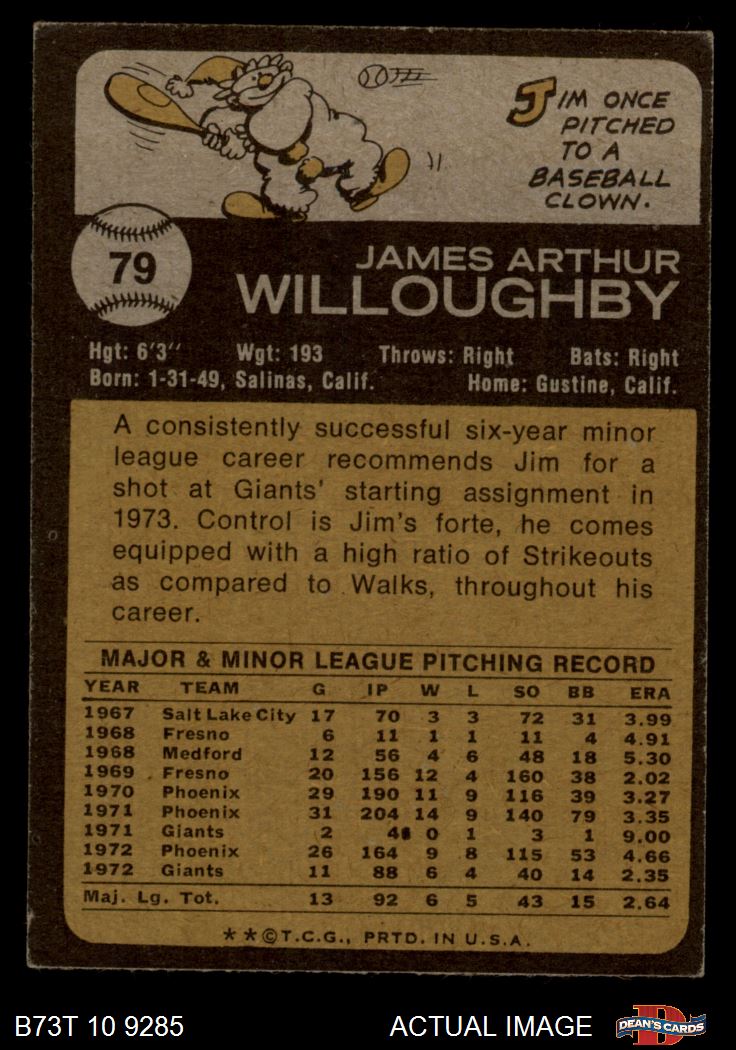 JIM ONCE
PITCHED
TO A
BASEBALL
CLOWN.
79
JAMES ARTHUR
WILLOUGHBY
Hgt: 6'3" Wgt: 193 Throws: Right Bats: Right
Born: 1-31-49, Salinas, Calif. Home: Gustine, Calif.
A consistently successful six-year minor
league career recommends Jim for a
shot at Giants' starting assignment in
1973. Control is Jim's forte, he comes
equipped with a high ratio of Strikeouts
as compared to Walks, throughout his
career.
MAJOR & MINOR LEAGUE PITCHING RECORD
YEAR TEAM G IP W L SO BB ERA
1967 Salt Lake City 17 70 3 3 72 31 3.99
1968 Fresno 6 11 1 1 11 4 4.91
1968 Medford 12 56 4 6 48 18 5.30
1969 Fresno 20 156 12 4 160 38 2.02
1970 Phoenix 29 190 11 9 116 39 3.27
1971 Phoenix 31 204 14 9 140 79 3.35
1971 Giants 2 4 0 1 3 1 9.00
1972 Phoenix 26 164 9 8 115 53 4.66
1972 Giants 11 88 6 4 40 14 2.35
Maj. Lg. Tot. 13 92 6 5 43 15 2.64
**©T.C.G., PRTD. IN U.S.A.
B73T 10 9285 ACTUAL IMAGE D DEAN'S CARDS